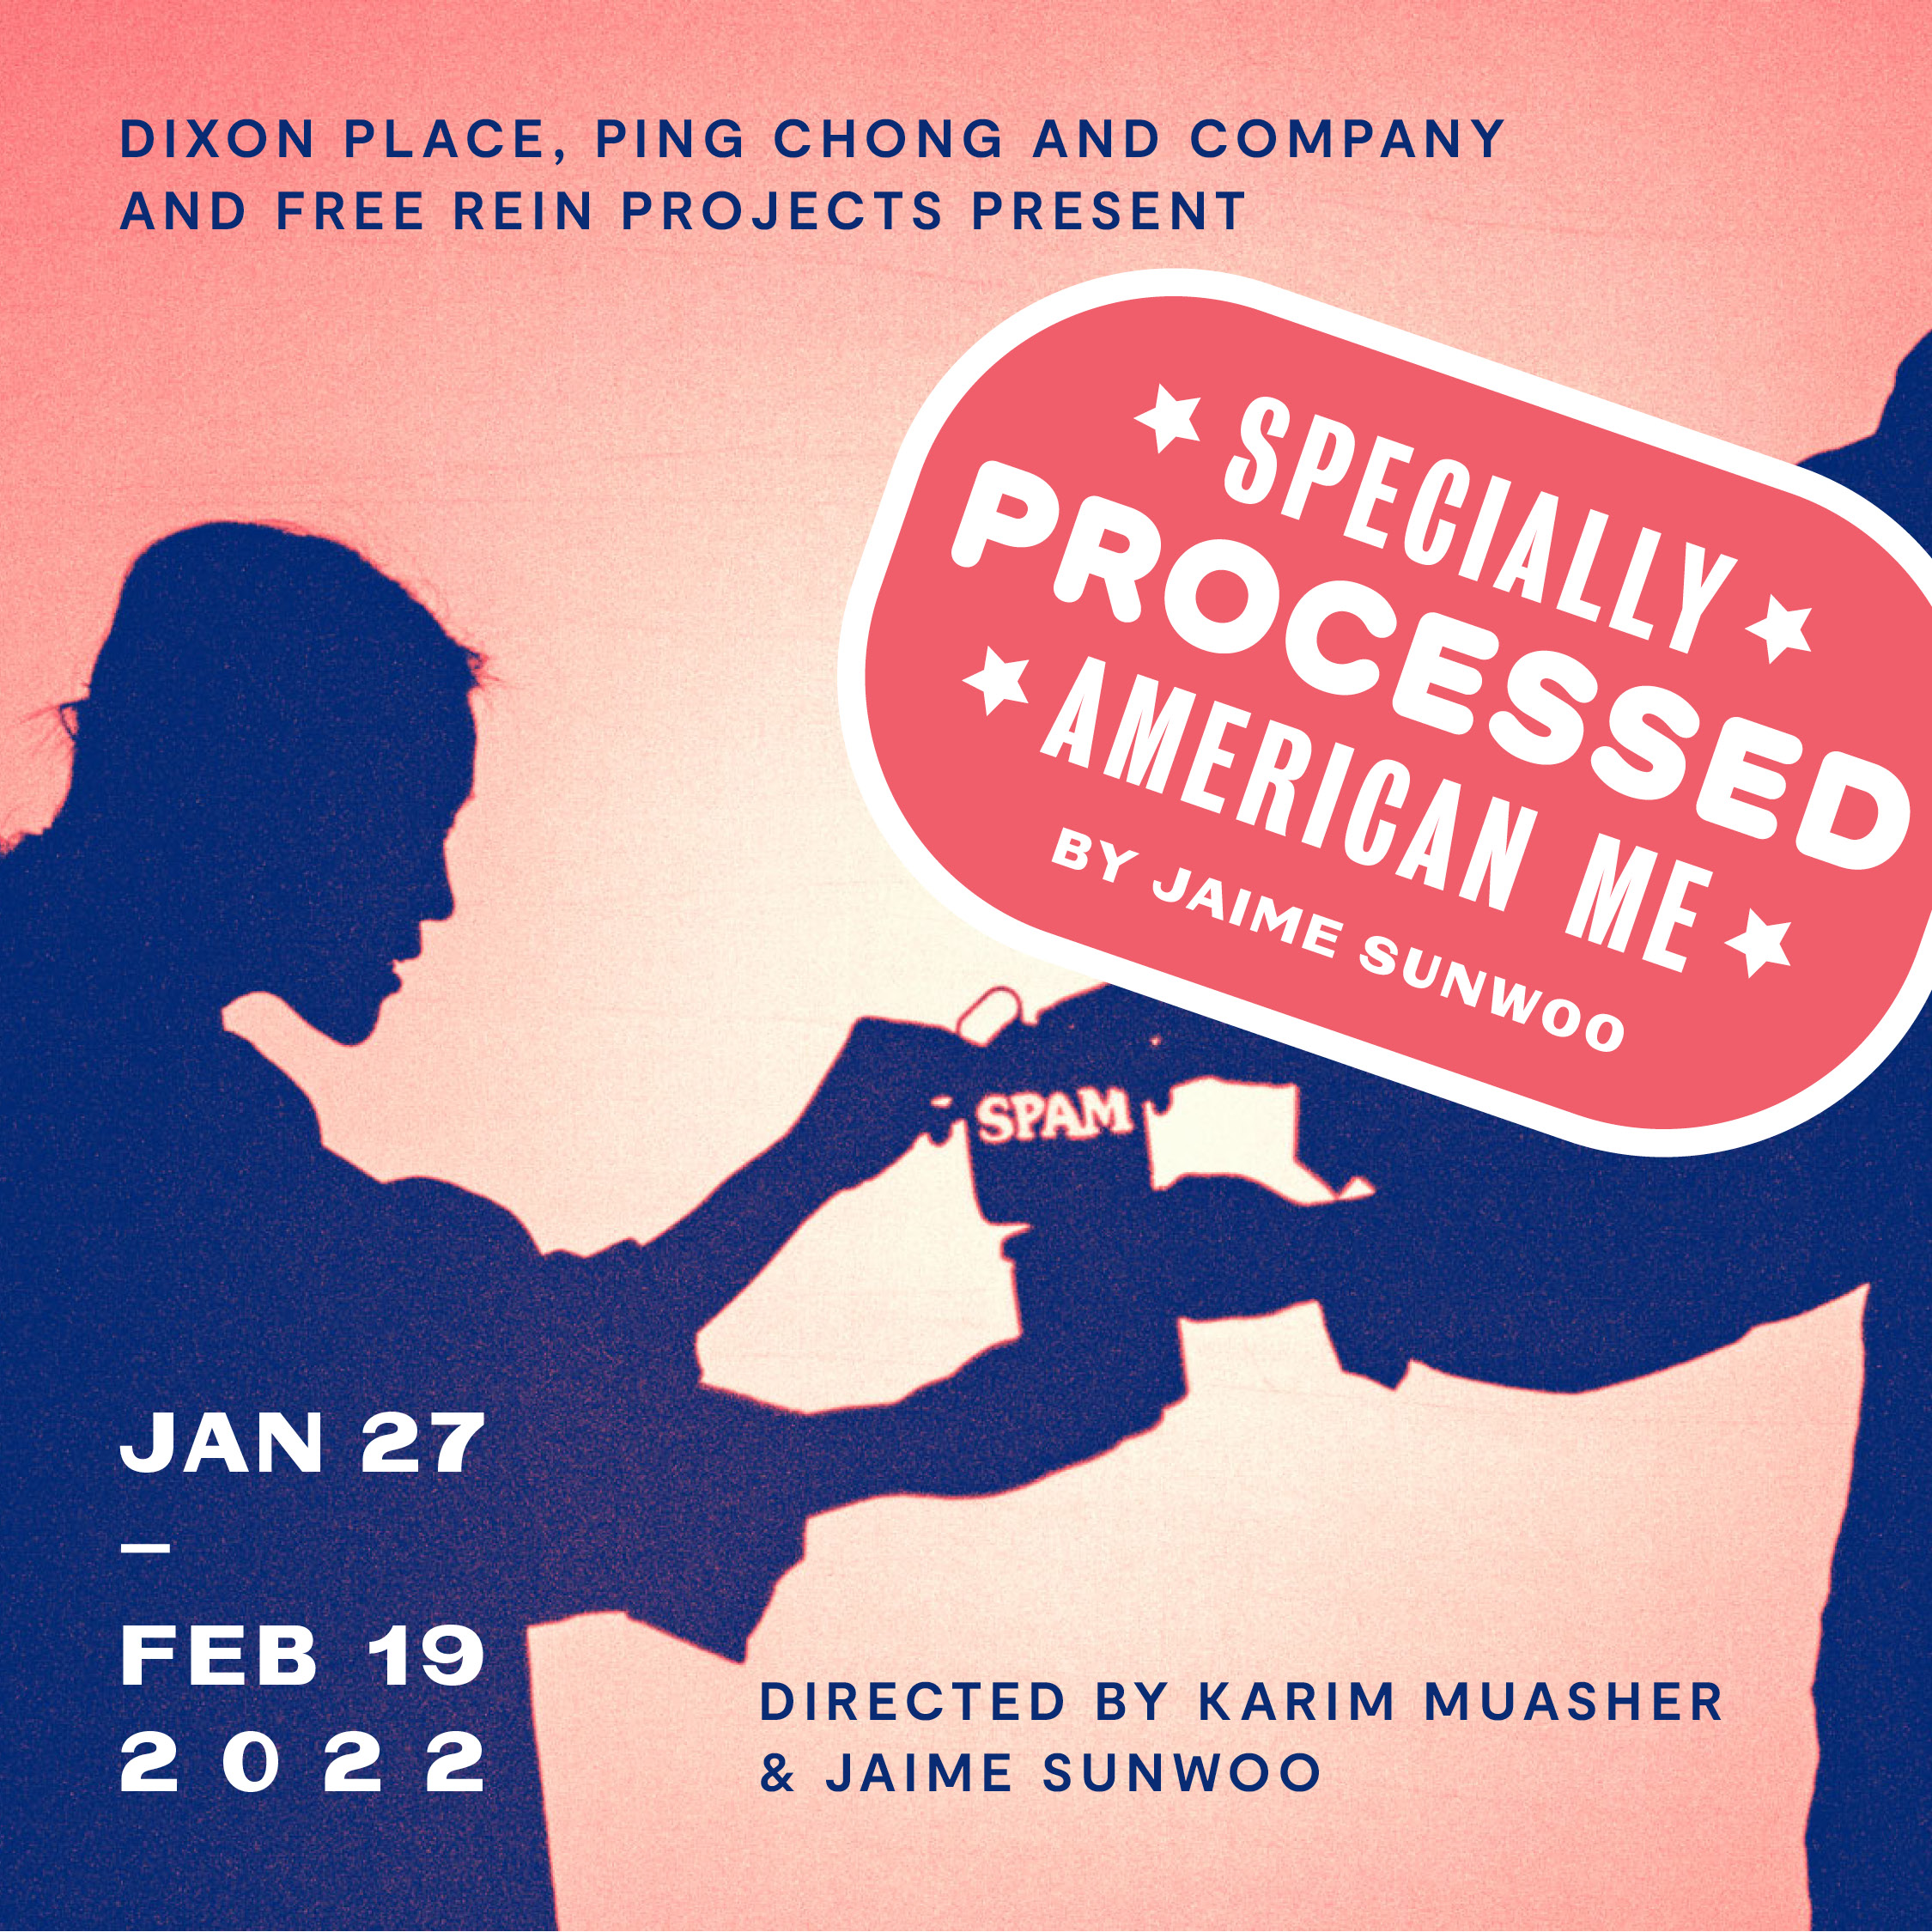 DIXON PLACE, PING CHONG AND COMPANY
AND FREE REIN PROJECTS PRESENT
SPECIALLY
PROCESSED
AMERICAN ME
BY JAIME SUNWOO
SPAM
JAN 27
–
FEB 19
2022
DIRECTED BY KARIM MUASHER
& JAIME SUNWOO